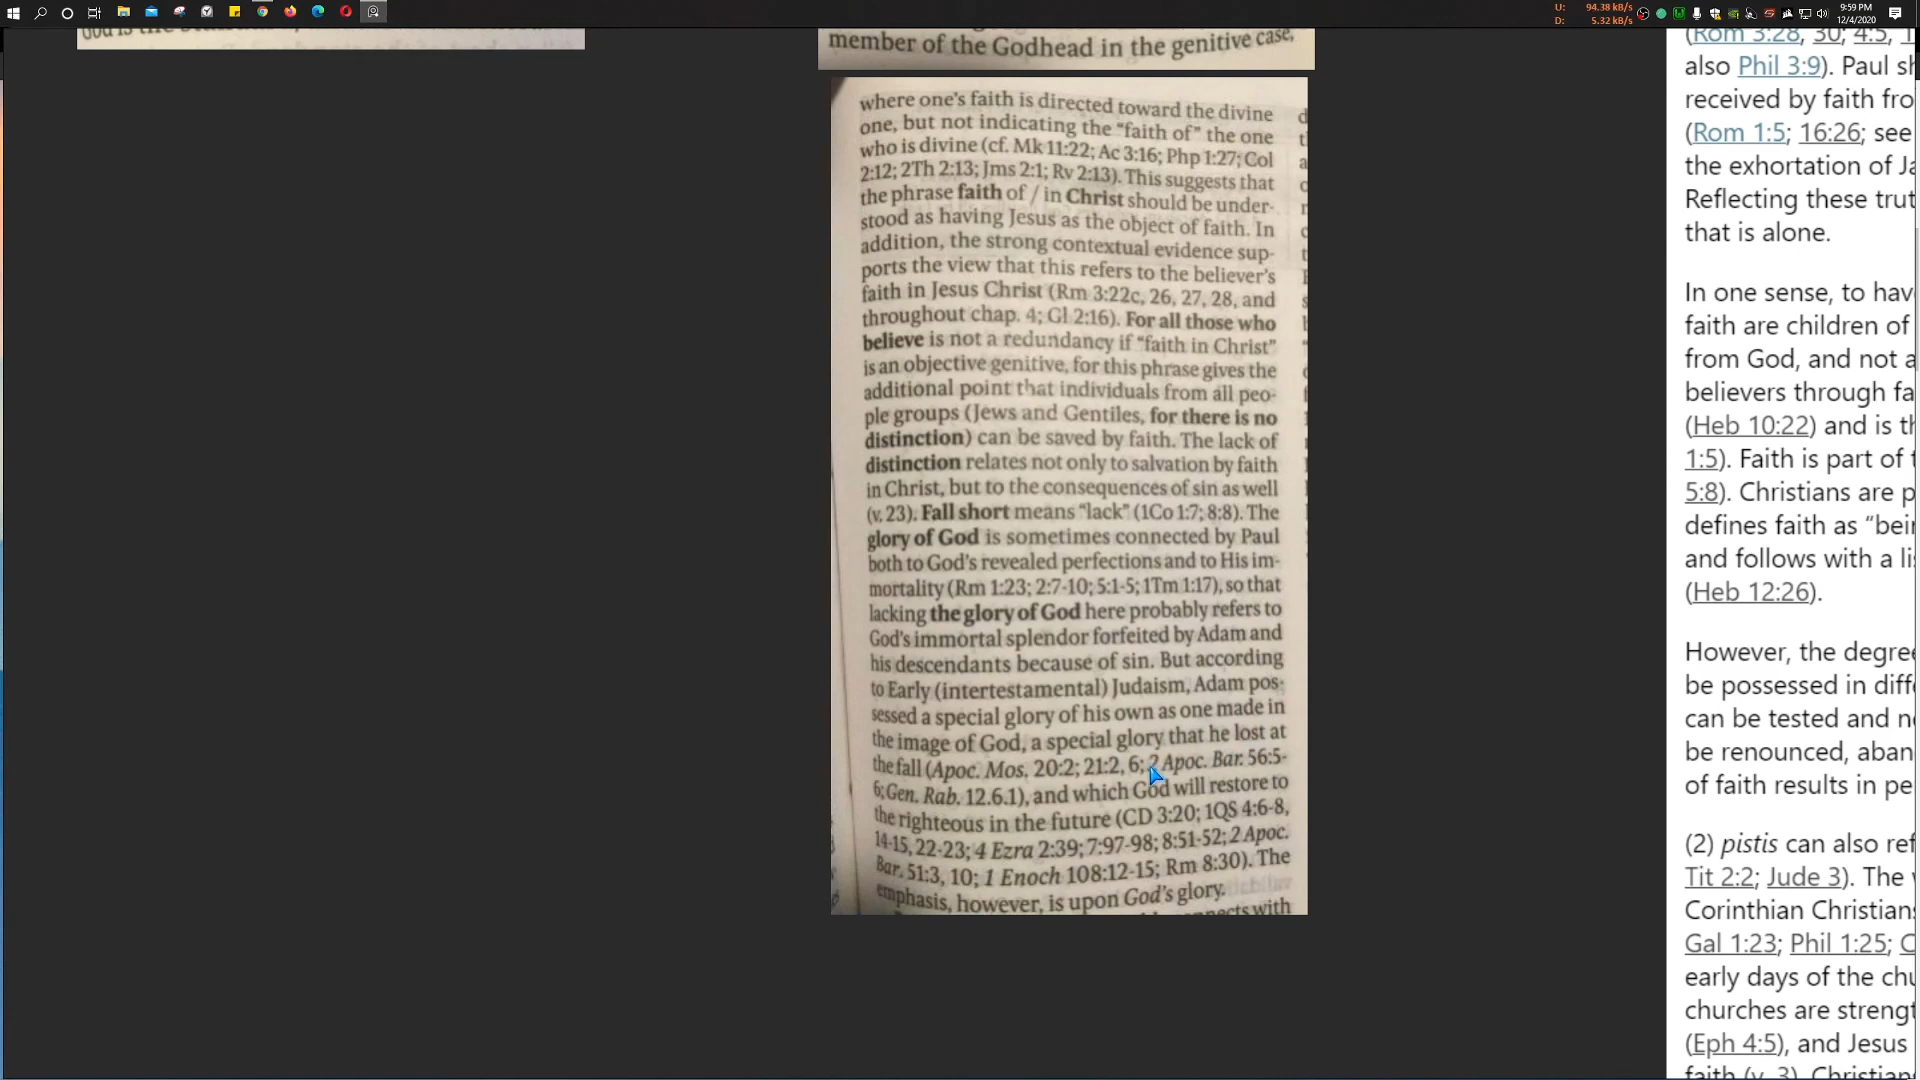 U: 94.38 kB/s
D: 5.32 kB/s
9:59 PM
12/4/2020
God is the
member of the Godhead in the genitive case,
where one's faith is directed toward the divine
one, but not indicating the "faith of" the one
who is divine (cf. Mk 11:22; Ac 3:16; Php 1:27; Col
2:12; 2Th 2:13; Jms 2:1; Rv 2:13). This suggests that
the phrase faith of / in Christ should be under-
stood as having Jesus as the object of faith. In
addition, the strong contextual evidence sup-
ports the view that this refers to the believer's
faith in Jesus Christ (Rm 3:22c, 26, 27, 28, and
throughout chap. 4; Gl 2:16). For all those who
believe is not a redundancy if "faith in Christ"
is an objective genitive, for this phrase gives the
additional point that individuals from all peo-
ple groups (Jews and Gentiles, for there is no
distinction) can be saved by faith. The lack of
distinction relates not only to salvation by faith
in Christ, but to the consequences of sin as well
(v. 23). Fall short means "lack" (1Co 1:7; 8:8). The
glory of God is sometimes connected by Paul
both to God's revealed perfections and to His im-
mortality (Rm 1:23; 2:7-10; 5:1-5; 1Tm 1:17), so that
lacking the glory of God here probably refers to
God's immortal splendor forfeited by Adam and
his descendants because of sin. But according
to Early (intertestamental) Judaism, Adam pos-
sessed a special glory of his own as one made in
the image of God, a special glory that he lost at
the fall (Apoc. Mos. 20:2; 21:2, 6; 2 Apoc. Bar. 56:5-
6; Gen. Rab. 12.6.1), and which God will restore to
the righteous in the future (CD 3:20; 1QS 4:6-8,
14-15, 22-23; 4 Ezra 2:39; 7:97-98; 8:51-52; 2 Apoc.
Bar. 51:3, 10; 1 Enoch 108:12-15; Rm 8:30). The
emphasis, however, is upon God's glory.
with
(Rom 3:28, 30; 4:5, 1
also Phil 3:9). Paul sh
received by faith fro
(Rom 1:5; 16:26; see
the exhortation of Ja
Reflecting these trut
that is alone.
In one sense, to hav
faith are children of
from God, and not a
believers through fa
(Heb 10:22) and is th
1:5). Faith is part of t
5:8). Christians are p
defines faith as "bei
and follows with a li
(Heb 12:26).
However, the degre
be possessed in diff
can be tested and n
be renounced, aban
of faith results in pe
(2) pistis can also ref
Tit 2:2; Jude 3). The
Corinthian Christian
Gal 1:23; Phil 1:25; C
early days of the chu
churches are strengt
(Eph 4:5), and Jesus
faith (v. 3). Christian